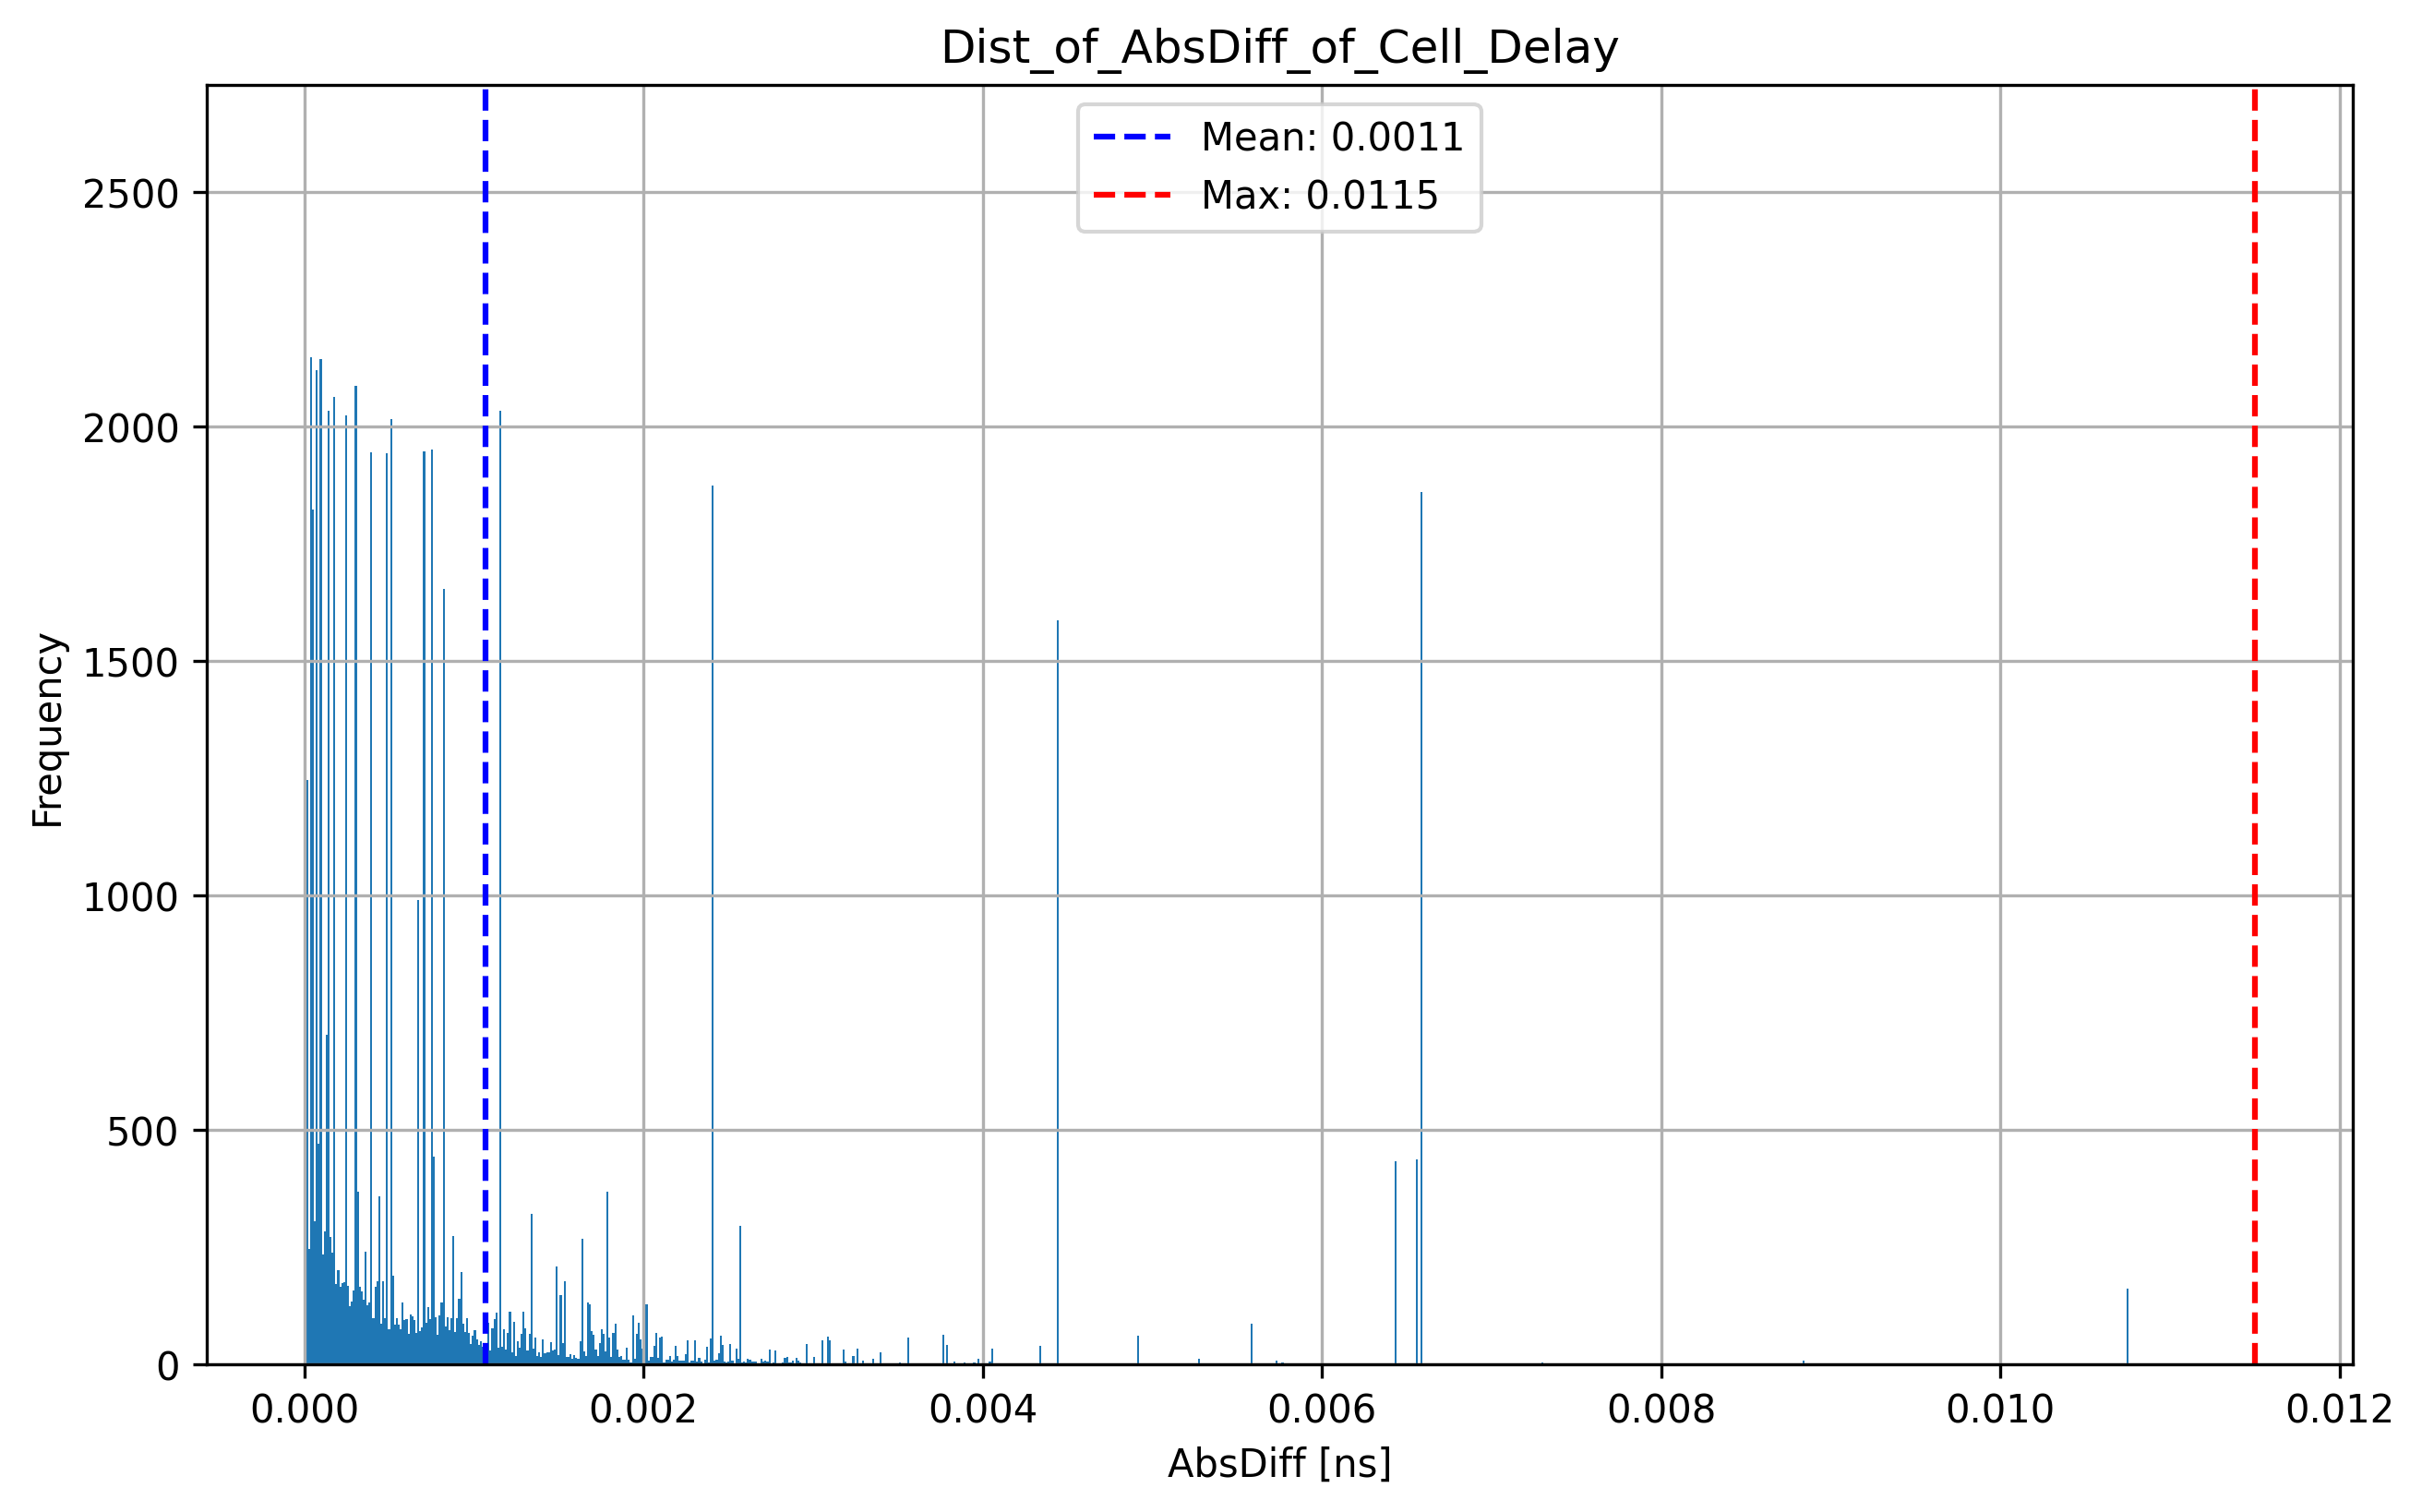 Dist_of_AbsDiff_of_Cell_Delay
Mean: 0.0011
Max: 0.0115
Frequency
2500
2000
1500
1000
500
0
0.000 0.002 0.004 0.006 0.008 0.010 0.012
AbsDiff [ns]